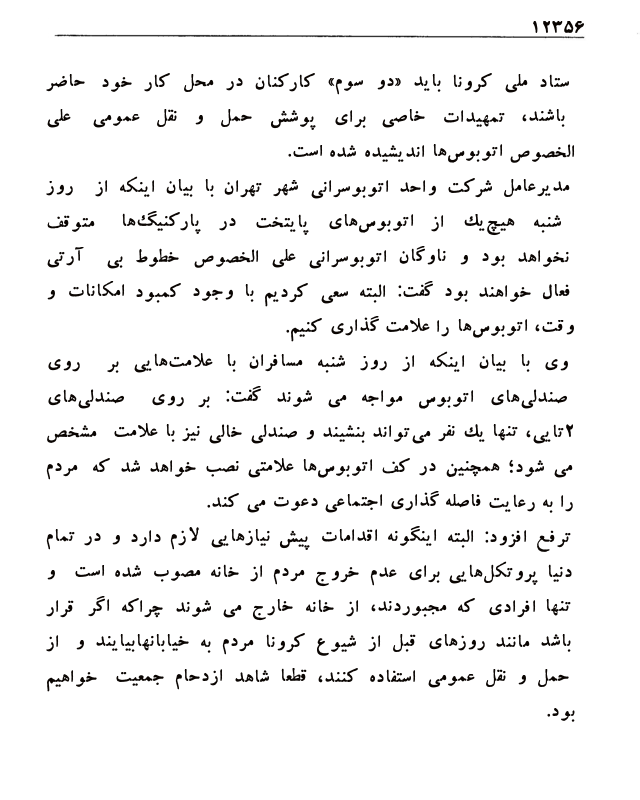 ۱۲۳۵۶
ستاد ملی کرونا باید «دو سوم» کارکنان در محل کار خود حاضر
باشند، تمهیدات خاصی برای پوشش حمل و نقل عمومی علی
الخصوص اتوبوس‌ها اندیشیده شده است.
مدیرعامل شرکت واحد اتوبوسرانی شهر تهران با بیان اینکه از روز
شنبه هیچ‌یك از اتوبوس‌های پایتخت در پارکنیگ‌ها متوقف
نخواهد بود و ناوگان اتوبوسرانی علی الخصوص خطوط بی آرتی
فعال خواهند بود گفت: البته سعی کردیم با وجود کمبود امکانات و
وقت، اتوبوس‌ها را علامت گذاری کنیم.
وی با بیان اینکه از روز شنبه مسافران با علامت‌هایی بر روی
صندلی‌های اتوبوس مواجه می شوند گفت: بر روی صندلی‌های
۲تایی، تنها یك نفر می‌تواند بنشیند و صندلی خالی نیز با علامت مشخص
می شود؛ همچنین در کف اتوبوس‌ها علامتی نصب خواهد شد که مردم
را به رعایت فاصله گذاری اجتماعی دعوت می کند.
ترفع افزود: البته اینگونه اقدامات پیش نیازهایی لازم دارد و در تمام
دنیا پروتکل‌هایی برای عدم خروج مردم از خانه مصوب شده است و
تنها افرادی که مجبوردند، از خانه خارج می شوند چراکه اگر قرار
باشد مانند روزهای قبل از شیوع کرونا مردم به خیابانهابیایند و از
حمل و نقل عمومی استفاده کنند، قطعا شاهد ازدحام جمعیت خواهیم
بود.